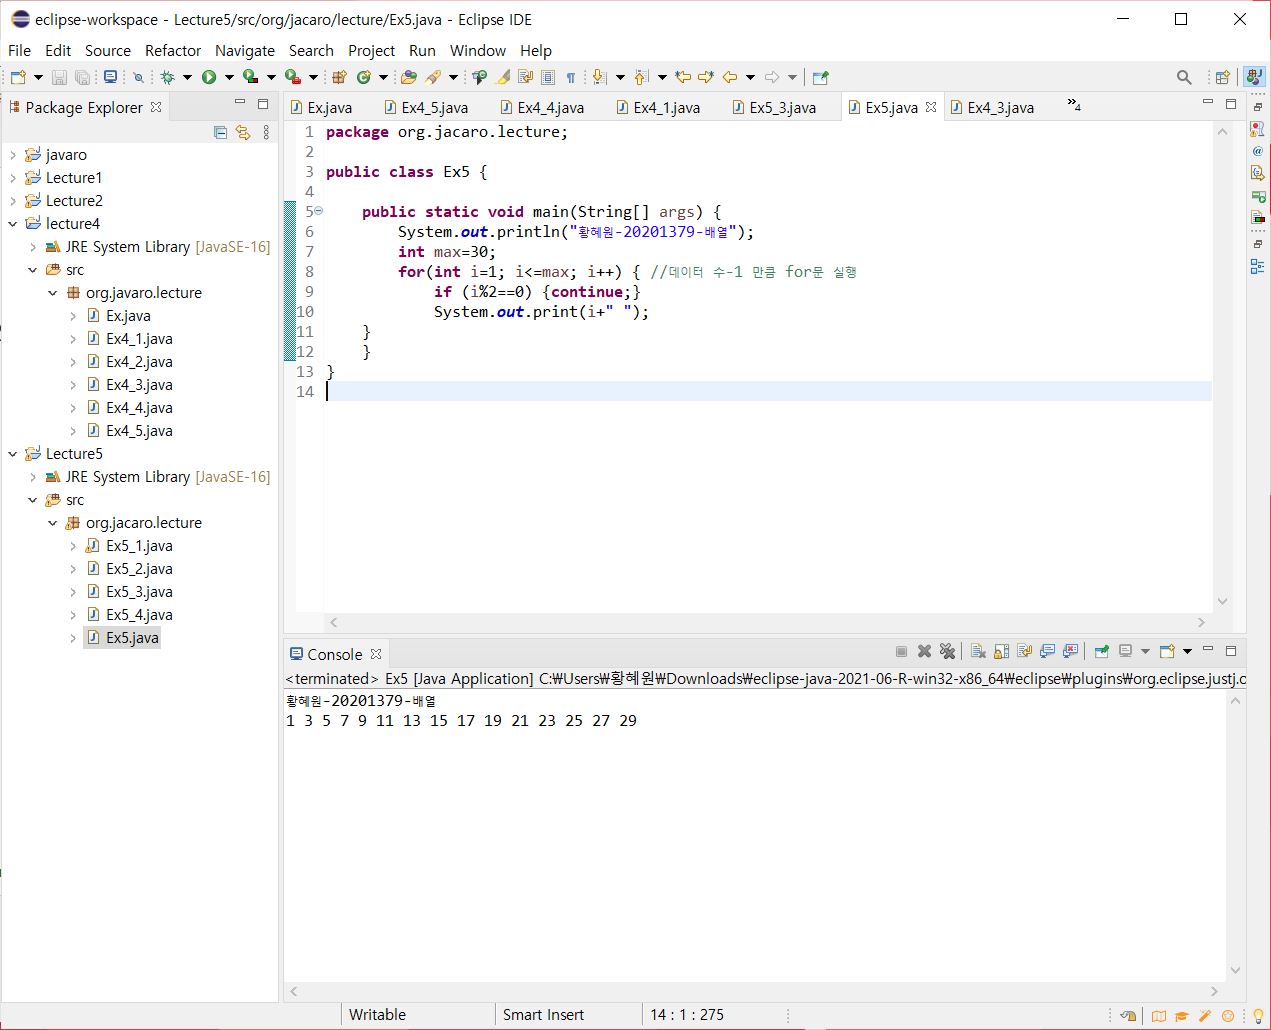 eclipse-workspace - Lecture5/src/org/jacaro/lecture/Ex5.java - Eclipse IDE
File Edit Source Refactor Navigate Search Project Run Window Help
Package Explorer
Ex.java Ex4_5.java Ex4_4.java Ex4_1.java Ex5_3.java Ex5.java Ex4_3.java »4
javaro
Lecture1
Lecture2
lecture4
JRE System Library [JavaSE-16]
src
org.javaro.lecture
Ex.java
Ex4_1.java
Ex4_2.java
Ex4_3.java
Ex4_4.java
Ex4_5.java
Lecture5
JRE System Library [JavaSE-16]
src
org.jacaro.lecture
Ex5_1.java
Ex5_2.java
Ex5_3.java
Ex5_4.java
Ex5.java
1 package org.jacaro.lecture;
2
3 public class Ex5 {
4
5 public static void main(String[] args) {
6 System.out.println("황혜원-20201379-배열");
7 int max=30;
8 for(int i=1; i<=max; i++) { //데이터 수-1 만큼 for문 실행
9 if (i%2==0) {continue;}
10 System.out.print(i+" ");
11 }
12 }
13 }
14
Console
<terminated> Ex5 [Java Application] C:₩Users₩황혜원₩Downloads₩eclipse-java-2021-06-R-win32-x86_64₩eclipse₩plugins₩org.eclipse.justj.o
황혜원-20201379-배열
1 3 5 7 9 11 13 15 17 19 21 23 25 27 29
Writable Smart Insert 14 : 1 : 275